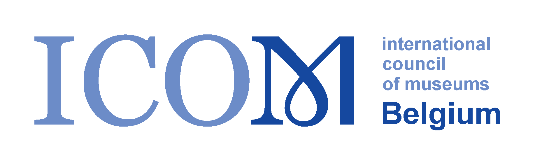 ICOM
international
council
of museums
Belgium